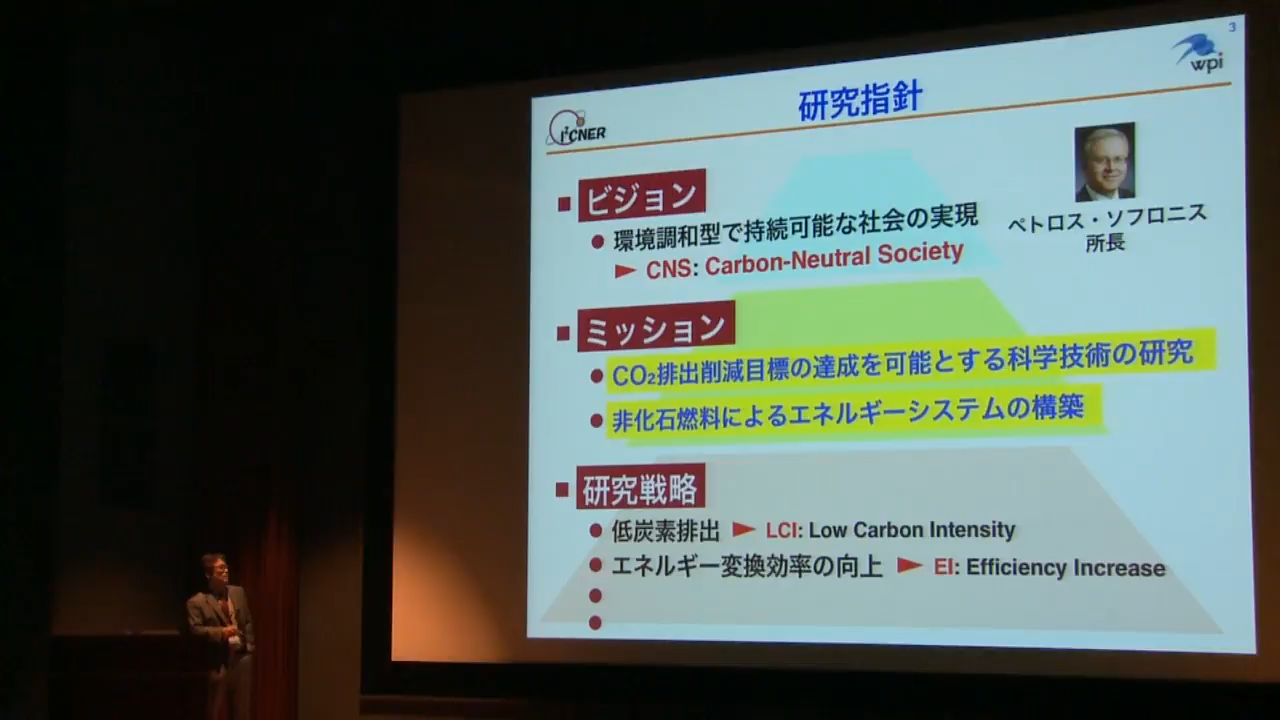 3
wpi
I²CNER
研究指針
ビジョン
環境調和型で持続可能な社会の実現
CNS: Carbon-Neutral Society
ペトロス・ソフロニス
所長
ミッション
CO₂排出削減目標の達成を可能とする科学技術の研究
非化石燃料によるエネルギーシステムの構築
研究戦略
低炭素排出 ► LCI: Low Carbon Intensity
エネルギー変換効率の向上 ► EI: Efficiency Increase